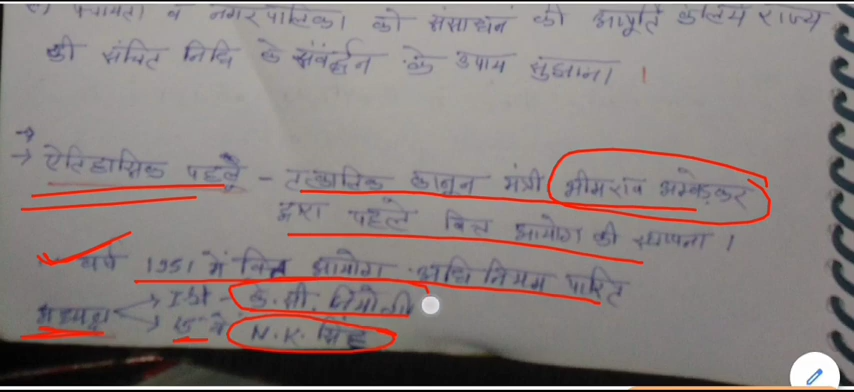 c) पंचायतों व नगरपालिका को संसाधन की आपूर्ति के लिये राज्य
की संचित निधि के संवर्द्धन के उपाय सुझाना।
→ ऐतिहासिक पहलू - तत्कालिक कानून मंत्री भीमराव अम्बेडकर
द्वारा पहले वित्त आयोग की स्थापना।
वर्ष 1951 में वित्त आयोग अधिनियम पारित
अध्यक्ष → Ist - के. सी. नियोगी
→ 15 वें N. K. सिंह